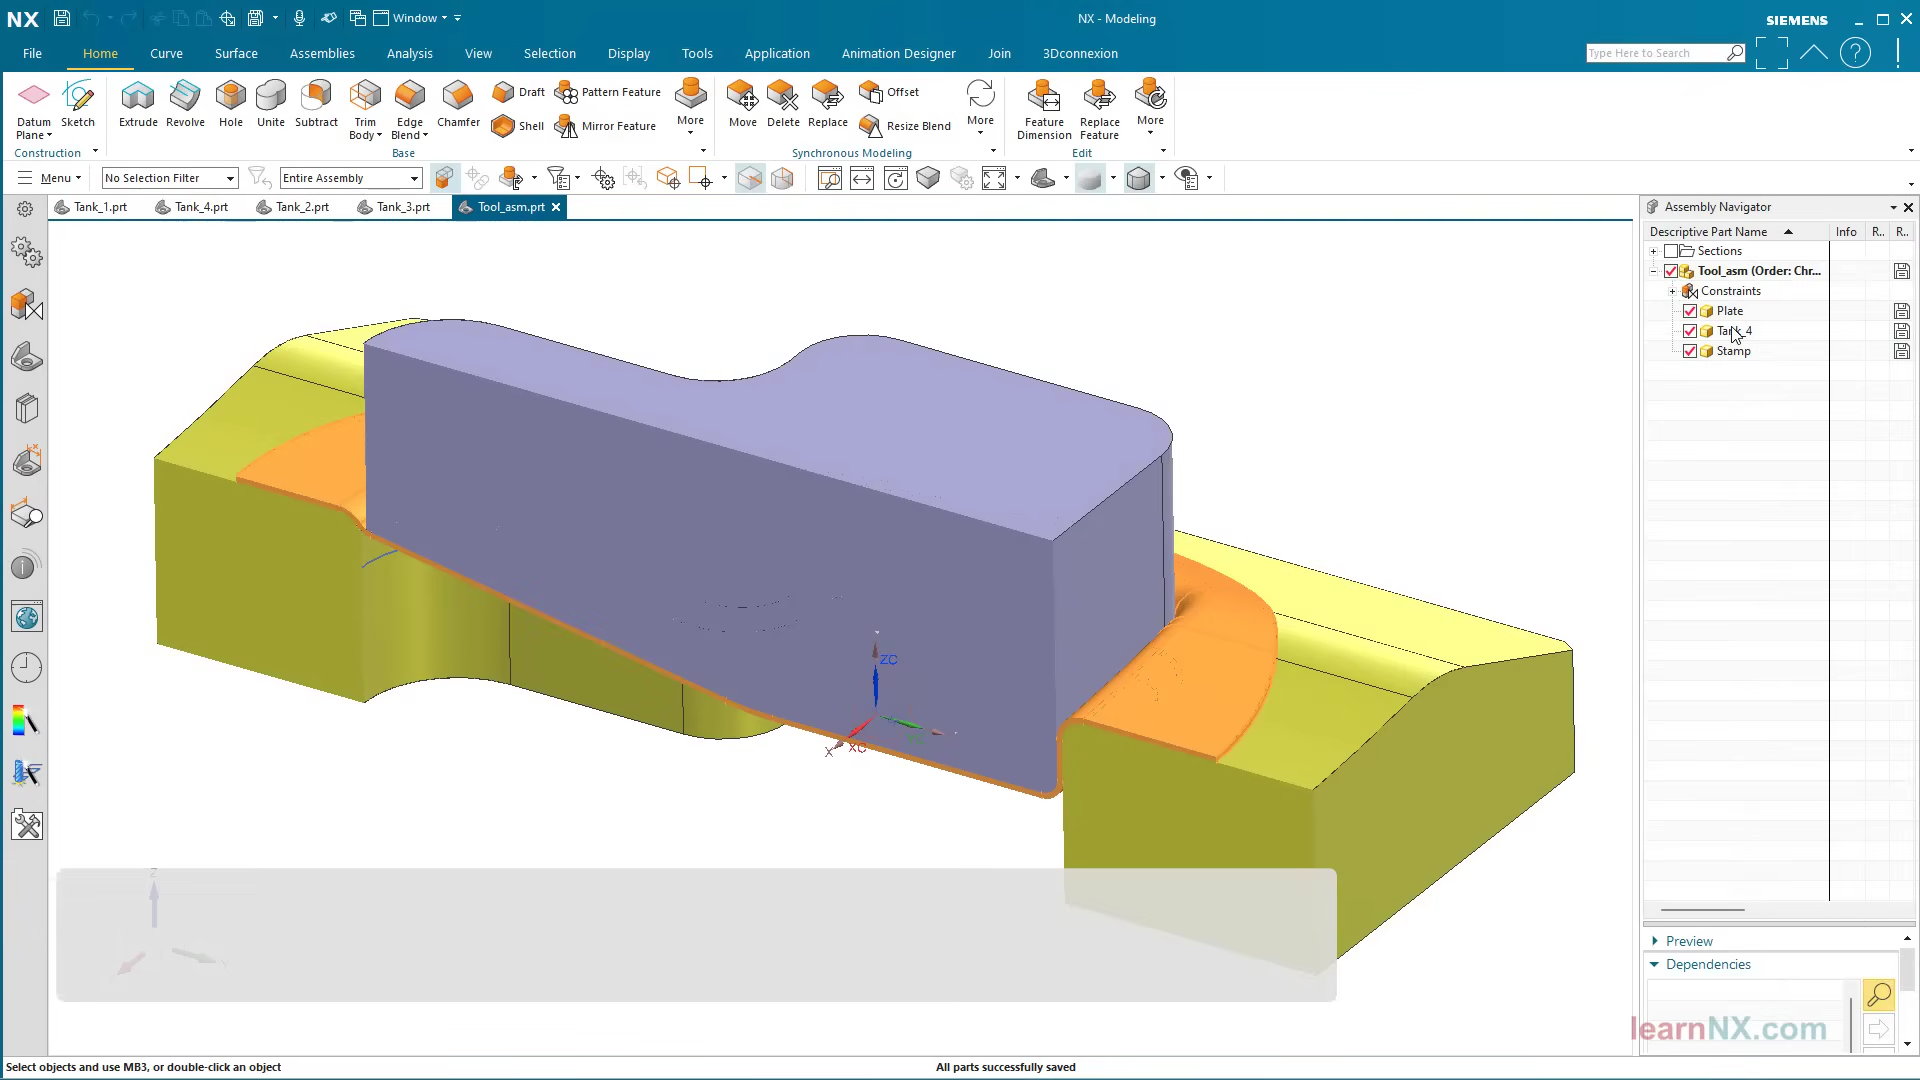 NX
Window
NX - Modeling
SIEMENS
File
Home
Curve
Surface
Assemblies
Analysis
View
Selection
Display
Tools
Application
Animation Designer
Join
3Dconnexion
Type Here to Search
Datum Plane
Sketch
Extrude
Revolve
Hole
Unite
Subtract
Trim Body
Edge Blend
Chamfer
Draft
Shell
Pattern Feature
Mirror Feature
More
Move
Delete
Replace
Offset
Resize Blend
More
Feature Dimension
Replace Feature
More
Construction
Base
Synchronous Modeling
Edit
Menu
No Selection Filter
Entire Assembly
Tank_1.prt
Tank_4.prt
Tank_2.prt
Tank_3.prt
Tool_asm.prt
Assembly Navigator
Descriptive Part Name
Info
R..
R..
Sections
Tool_asm (Order: Chr...
Constraints
Plate
Tank_4
Stamp
ZC
X
XC
Z
Preview
Dependencies
learnNX.com
Select objects and use MB3, or double-click an object
All parts successfully saved